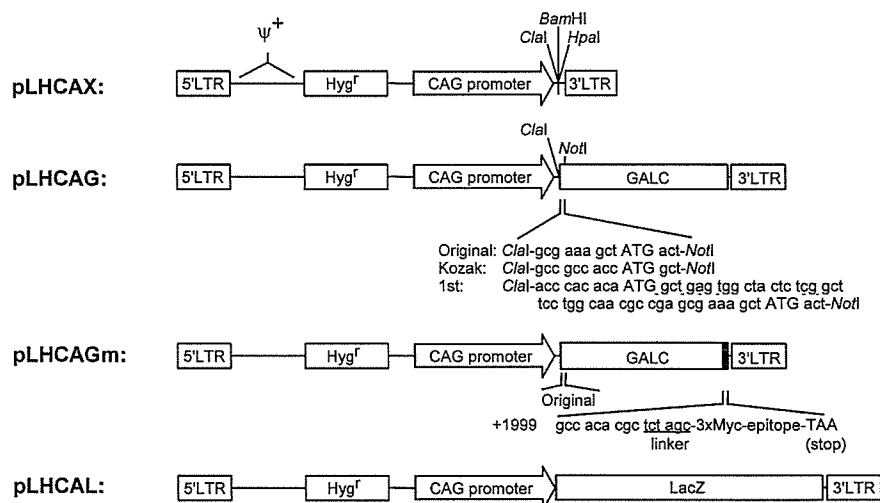 Ψ+
BamHI
ClaI HpaI
pLHCAX: 5'LTR Hygr CAG promoter 3'LTR
ClaI
NotI
pLHCAG: 5'LTR Hygr CAG promoter GALC 3'LTR
Original: ClaI-gcg aaa gct ATG act-NotI
Kozak: ClaI-gcc gcc acc ATG gct-NotI
1st: ClaI-acc cac aca ATG gct gag tgg cta ctc tcg gct
tcc tgg caa cgc cga gcg aaa gct ATG act-NotI
pLHCAGm: 5'LTR Hygr CAG promoter GALC 3'LTR
Original
+1999 gcc aca cgc tct agc-3xMyc-epitope-TAA
linker (stop)
pLHCAL: 5'LTR Hygr CAG promoter LacZ 3'LTR